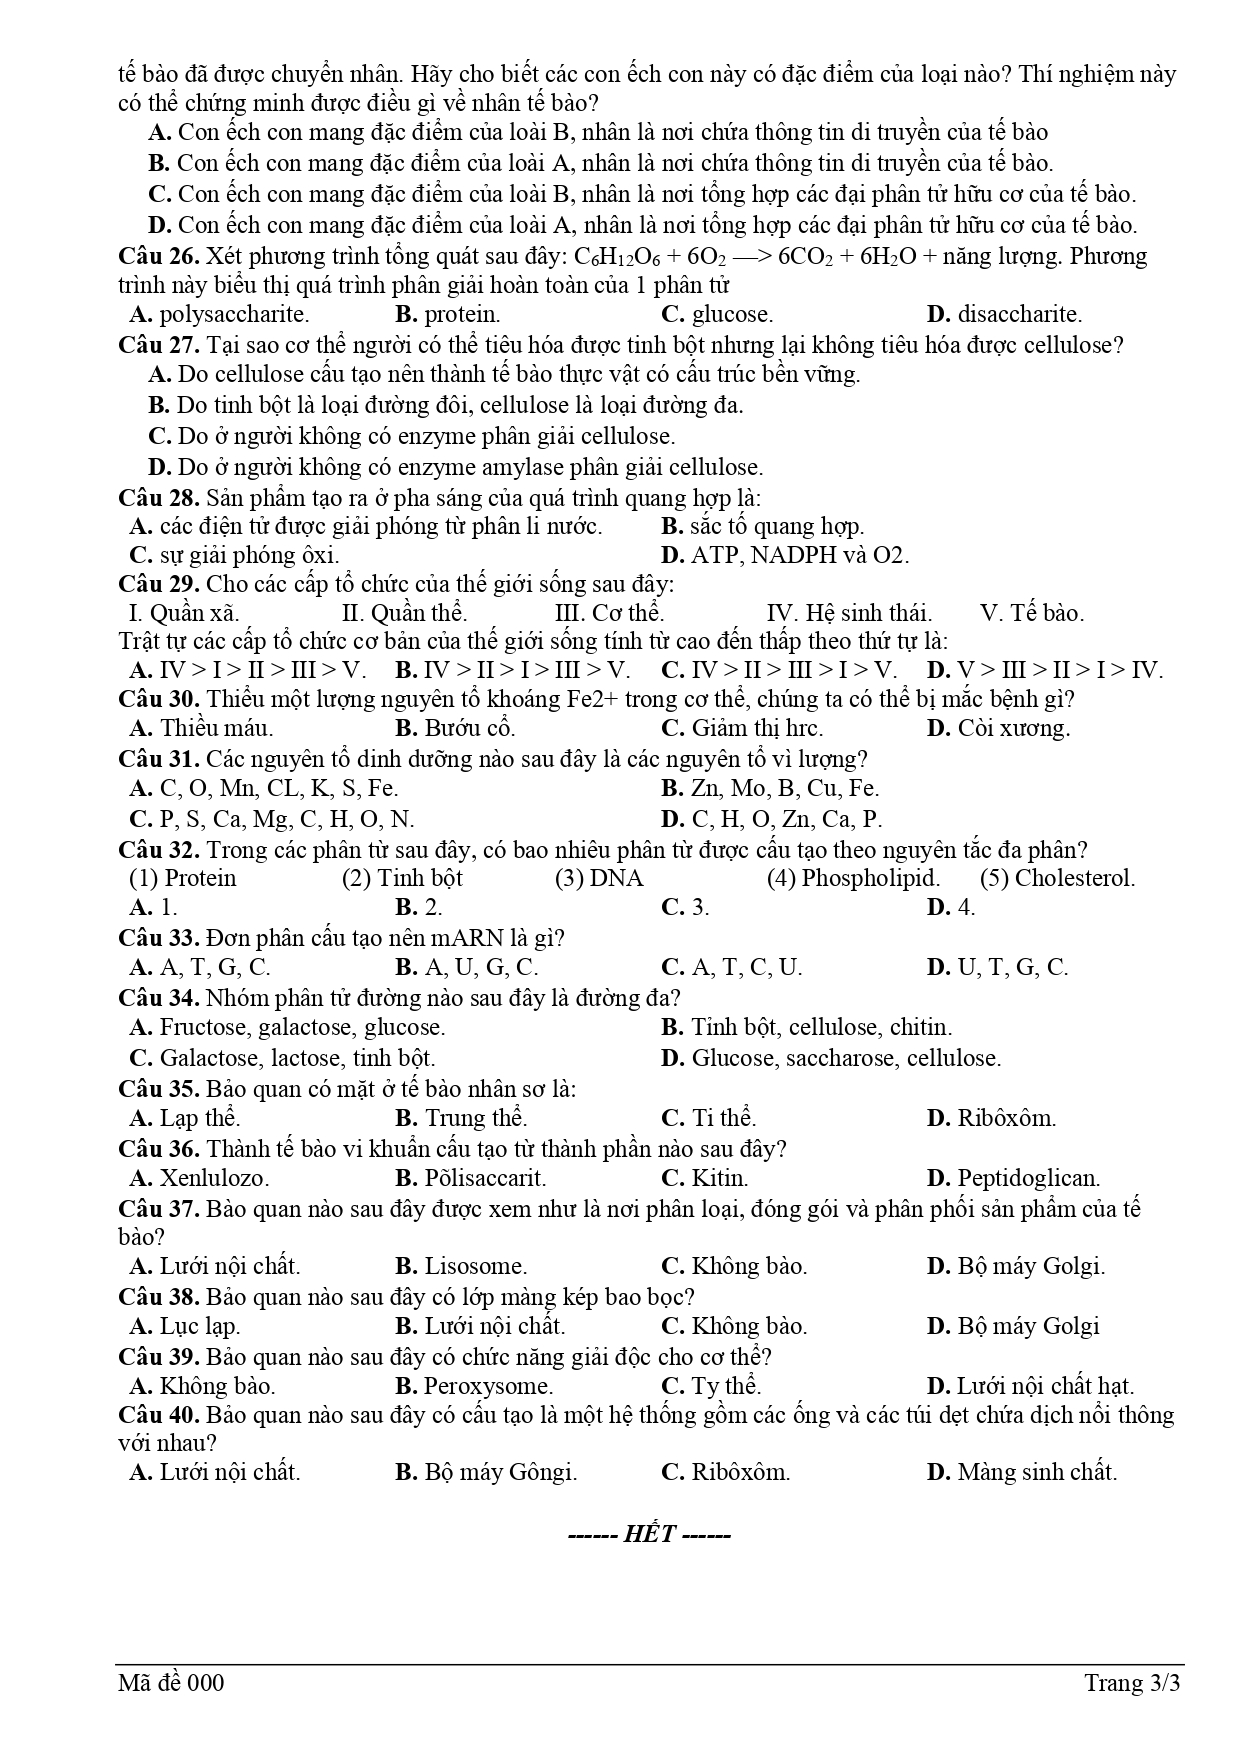 tế bào đã được chuyển nhân. Hãy cho biết các con ếch con này có đặc điểm của loại nào? Thí nghiệm này
có thể chứng minh được điều gì về nhân tế bào?
A. Con ếch con mang đặc điểm của loài B, nhân là nơi chứa thông tin di truyền của tế bào
B. Con ếch con mang đặc điểm của loài A, nhân là nơi chứa thông tin di truyền của tế bào.
C. Con ếch con mang đặc điểm của loài B, nhân là nơi tổng hợp các đại phân tử hữu cơ của tế bào.
D. Con ếch con mang đặc điểm của loài A, nhân là nơi tổng hợp các đại phân tử hữu cơ của tế bào.
Câu 26. Xét phương trình tổng quát sau đây: C₆H₁₂O₆ + 6O₂ —> 6CO₂ + 6H₂O + năng lượng. Phương
trình này biểu thị quá trình phân giải hoàn toàn của 1 phân tử
A. polysaccharite. B. protein. C. glucose. D. disaccharite.
Câu 27. Tại sao cơ thể người có thể tiêu hóa được tinh bột nhưng lại không tiêu hóa được cellulose?
A. Do cellulose cấu tạo nên thành tế bào thực vật có cấu trúc bền vững.
B. Do tinh bột là loại đường đôi, cellulose là loại đường đa.
C. Do ở người không có enzyme phân giải cellulose.
D. Do ở người không có enzyme amylase phân giải cellulose.
Câu 28. Sản phẩm tạo ra ở pha sáng của quá trình quang hợp là:
A. các điện tử được giải phóng từ phân li nước. B. sắc tố quang hợp.
C. sự giải phóng ôxi. D. ATP, NADPH và O2.
Câu 29. Cho các cấp tổ chức của thế giới sống sau đây:
I. Quần xã. II. Quần thể. III. Cơ thể. IV. Hệ sinh thái. V. Tế bào.
Trật tự các cấp tổ chức cơ bản của thế giới sống tính từ cao đến thấp theo thứ tự là:
A. IV > I > II > III > V. B. IV > II > I > III > V. C. IV > II > III > I > V. D. V > III > II > I > IV.
Câu 30. Thiểu một lượng nguyên tổ khoáng Fe2+ trong cơ thể, chúng ta có thể bị mắc bệnh gì?
A. Thiều máu. B. Bướu cổ. C. Giảm thị hrc. D. Còi xương.
Câu 31. Các nguyên tổ dinh dưỡng nào sau đây là các nguyên tổ vì lượng?
A. C, O, Mn, CL, K, S, Fe. B. Zn, Mo, B, Cu, Fe.
C. P, S, Ca, Mg, C, H, O, N. D. C, H, O, Zn, Ca, P.
Câu 32. Trong các phân từ sau đây, có bao nhiêu phân từ được cấu tạo theo nguyên tắc đa phân?
(1) Protein (2) Tinh bột (3) DNA (4) Phospholipid. (5) Cholesterol.
A. 1. B. 2. C. 3. D. 4.
Câu 33. Đơn phân cấu tạo nên mARN là gì?
A. A, T, G, C. B. A, U, G, C. C. A, T, C, U. D. U, T, G, C.
Câu 34. Nhóm phân tử đường nào sau đây là đường đa?
A. Fructose, galactose, glucose. B. Tỉnh bột, cellulose, chitin.
C. Galactose, lactose, tinh bột. D. Glucose, saccharose, cellulose.
Câu 35. Bảo quan có mặt ở tế bào nhân sơ là:
A. Lạp thể. B. Trung thể. C. Ti thể. D. Ribôxôm.
Câu 36. Thành tế bào vi khuẩn cấu tạo từ thành phần nào sau đây?
A. Xenlulozo. B. Põlisaccarit. C. Kitin. D. Peptidoglican.
Câu 37. Bào quan nào sau đây được xem như là nơi phân loại, đóng gói và phân phối sản phẩm của tế
bào?
A. Lưới nội chất. B. Lisosome. C. Không bào. D. Bộ máy Golgi.
Câu 38. Bảo quan nào sau đây có lớp màng kép bao bọc?
A. Lục lạp. B. Lưới nội chất. C. Không bào. D. Bộ máy Golgi
Câu 39. Bảo quan nào sau đây có chức năng giải độc cho cơ thể?
A. Không bào. B. Peroxysome. C. Ty thể. D. Lưới nội chất hạt.
Câu 40. Bảo quan nào sau đây có cấu tạo là một hệ thống gồm các ống và các túi dẹt chứa dịch nổi thông
với nhau?
A. Lưới nội chất. B. Bộ máy Gôngi. C. Ribôxôm. D. Màng sinh chất.
------ HẾT ------
Mã đề 000 Trang 3/3